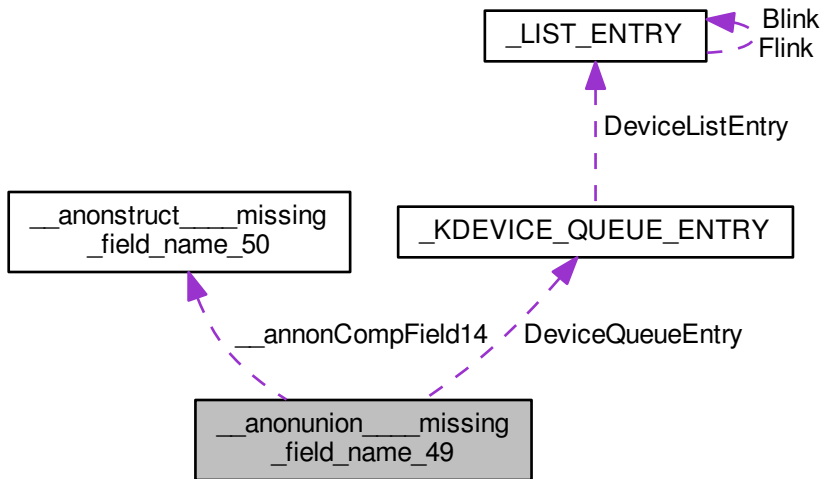 _LIST_ENTRY
Blink
Flink
DeviceListEntry
__anonstruct____missing
_field_name_50
_KDEVICE_QUEUE_ENTRY
__annonCompField14
DeviceQueueEntry
__anonunion____missing
_field_name_49